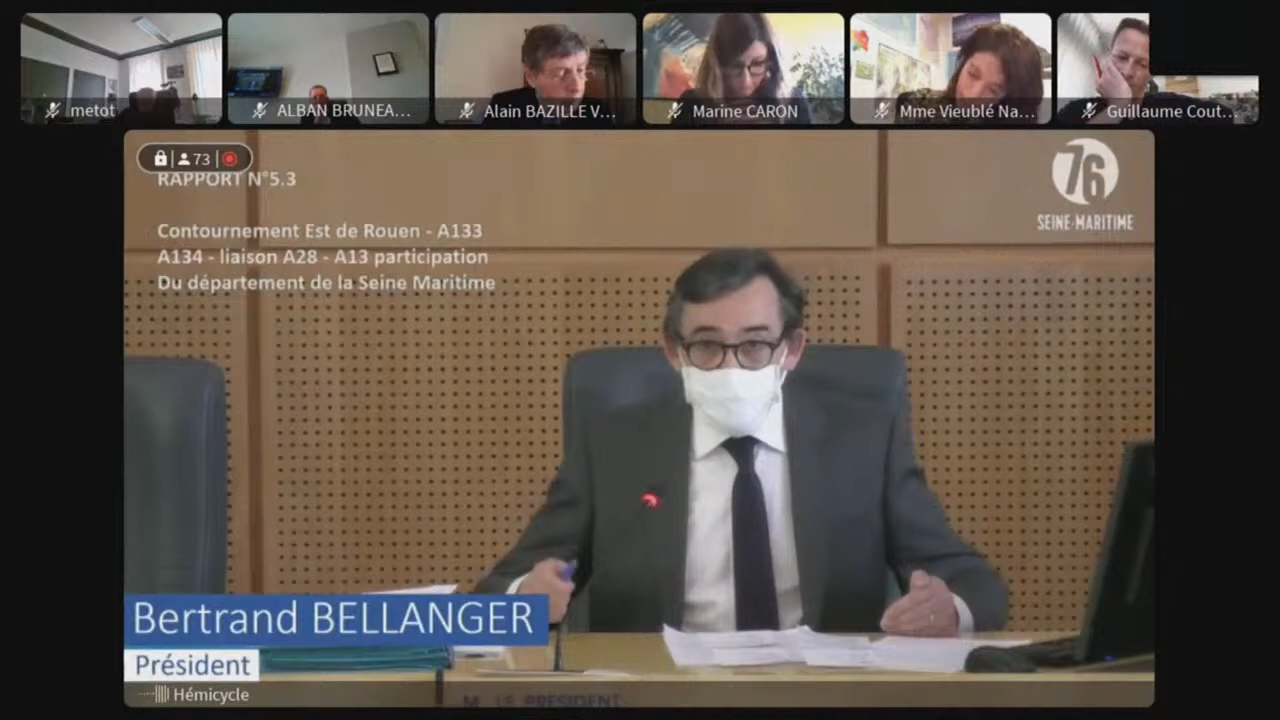 metot
ALBAN BRUNEA...
Alain BAZILLE V...
Marine CARON
Mme Vieublé Na...
Guillaume Cout...
73
RAPPORT N°5.3
Contournement Est de Rouen - A133
A134 - liaison A28 - A13 participation
Du département de la Seine Maritime
76
SEINE·MARITIME
Bertrand BELLANGER
Président
Hémicycle
M. LE PRESIDENT